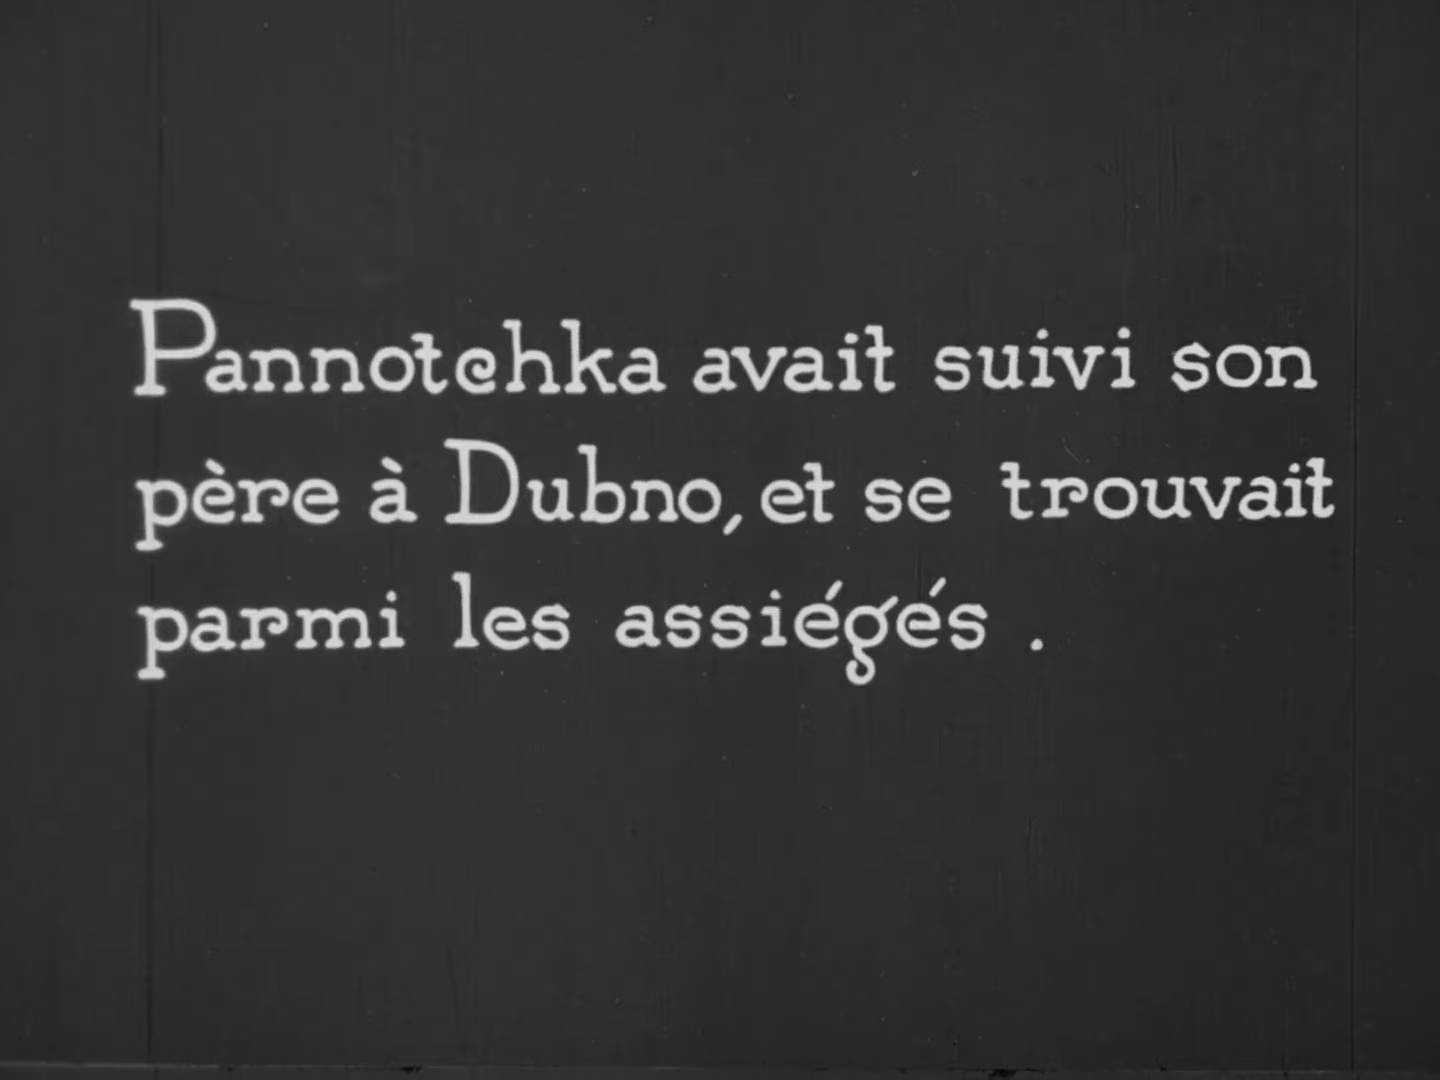 Pannotchka avait suivi son
père à Dubno, et se trouvait
parmi les assiégés .